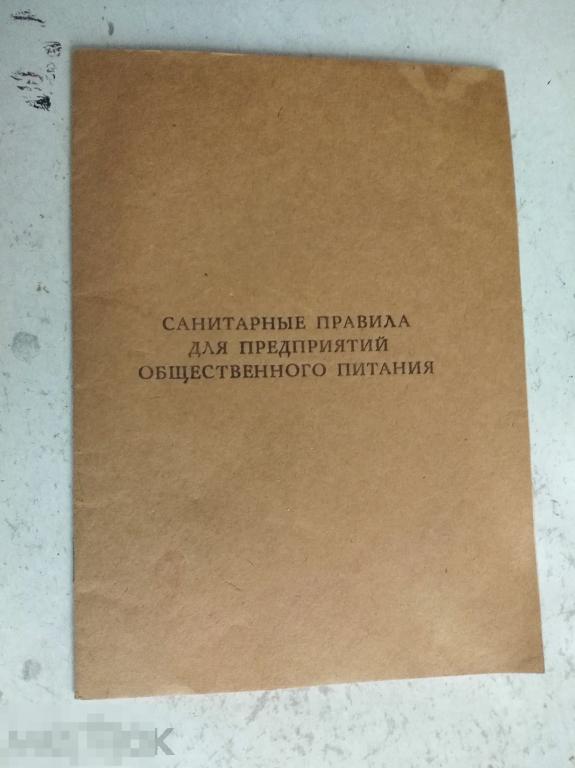 САНИТАРНЫЕ ПРАВИЛА
ДЛЯ ПРЕДПРИЯТИЙ
ОБЩЕСТВЕННОГО ПИТАНИЯ